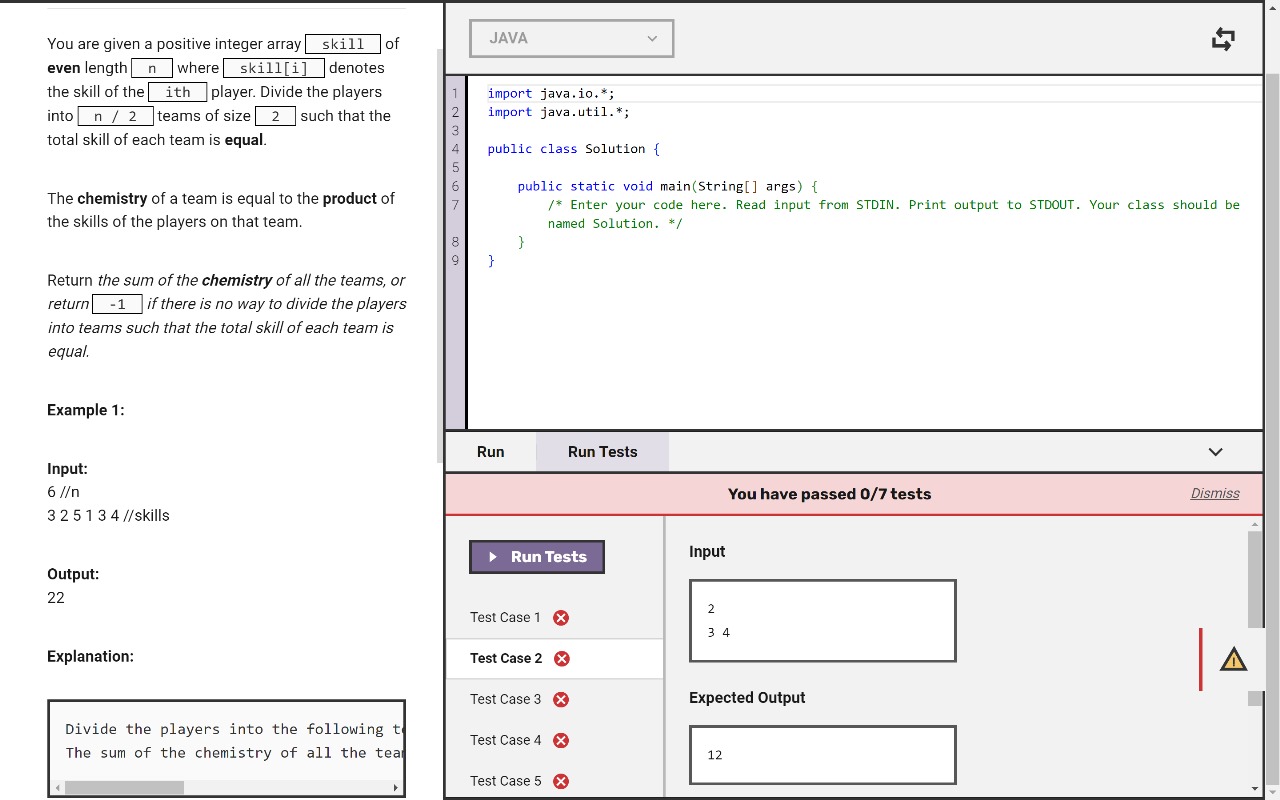 You are given a positive integer array skill of
even length n where skill[i] denotes
the skill of the ith player. Divide the players
into n / 2 teams of size 2 such that the
total skill of each team is equal.
The chemistry of a team is equal to the product of
the skills of the players on that team.
Return the sum of the chemistry of all the teams, or
return -1 if there is no way to divide the players
into teams such that the total skill of each team is
equal.
Example 1:
Input:
6 //n
3 2 5 1 3 4 //skills
Output:
22
Explanation:
Divide the players into the following
The sum of the chemistry of all the
JAVA
1 import java.io.*;
2 import java.util.*;
3
4 public class Solution {
5
6 public static void main(String[] args) {
7 /* Enter your code here. Read input from STDIN. Print output to STDOUT. Your class should be
named Solution. */
8 }
9 }
Run Run Tests
You have passed 0/7 tests Dismiss
Run Tests
Test Case 1
Test Case 2
Test Case 3
Test Case 4
Test Case 5
Input
2
3 4
Expected Output
12